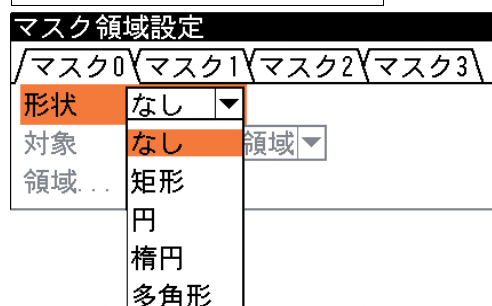 マスク領域設定
マスク0 マスク1 マスク2 マスク3
形状 なし
対象 なし 領域
領域... 矩形
円
楕円
多角形